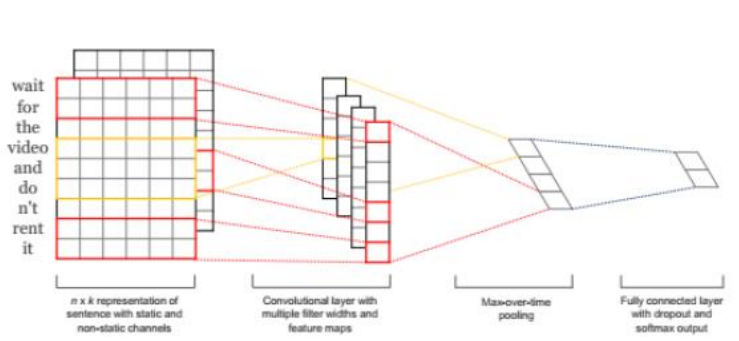 wait
for
the
video
and
do
n't
rent
it
n x k representation of
sentence with static and
non-static channels
Convolutional layer with
multiple filter widths and
feature maps
Max-over-time
pooling
Fully connected layer
with dropout and
softmax output